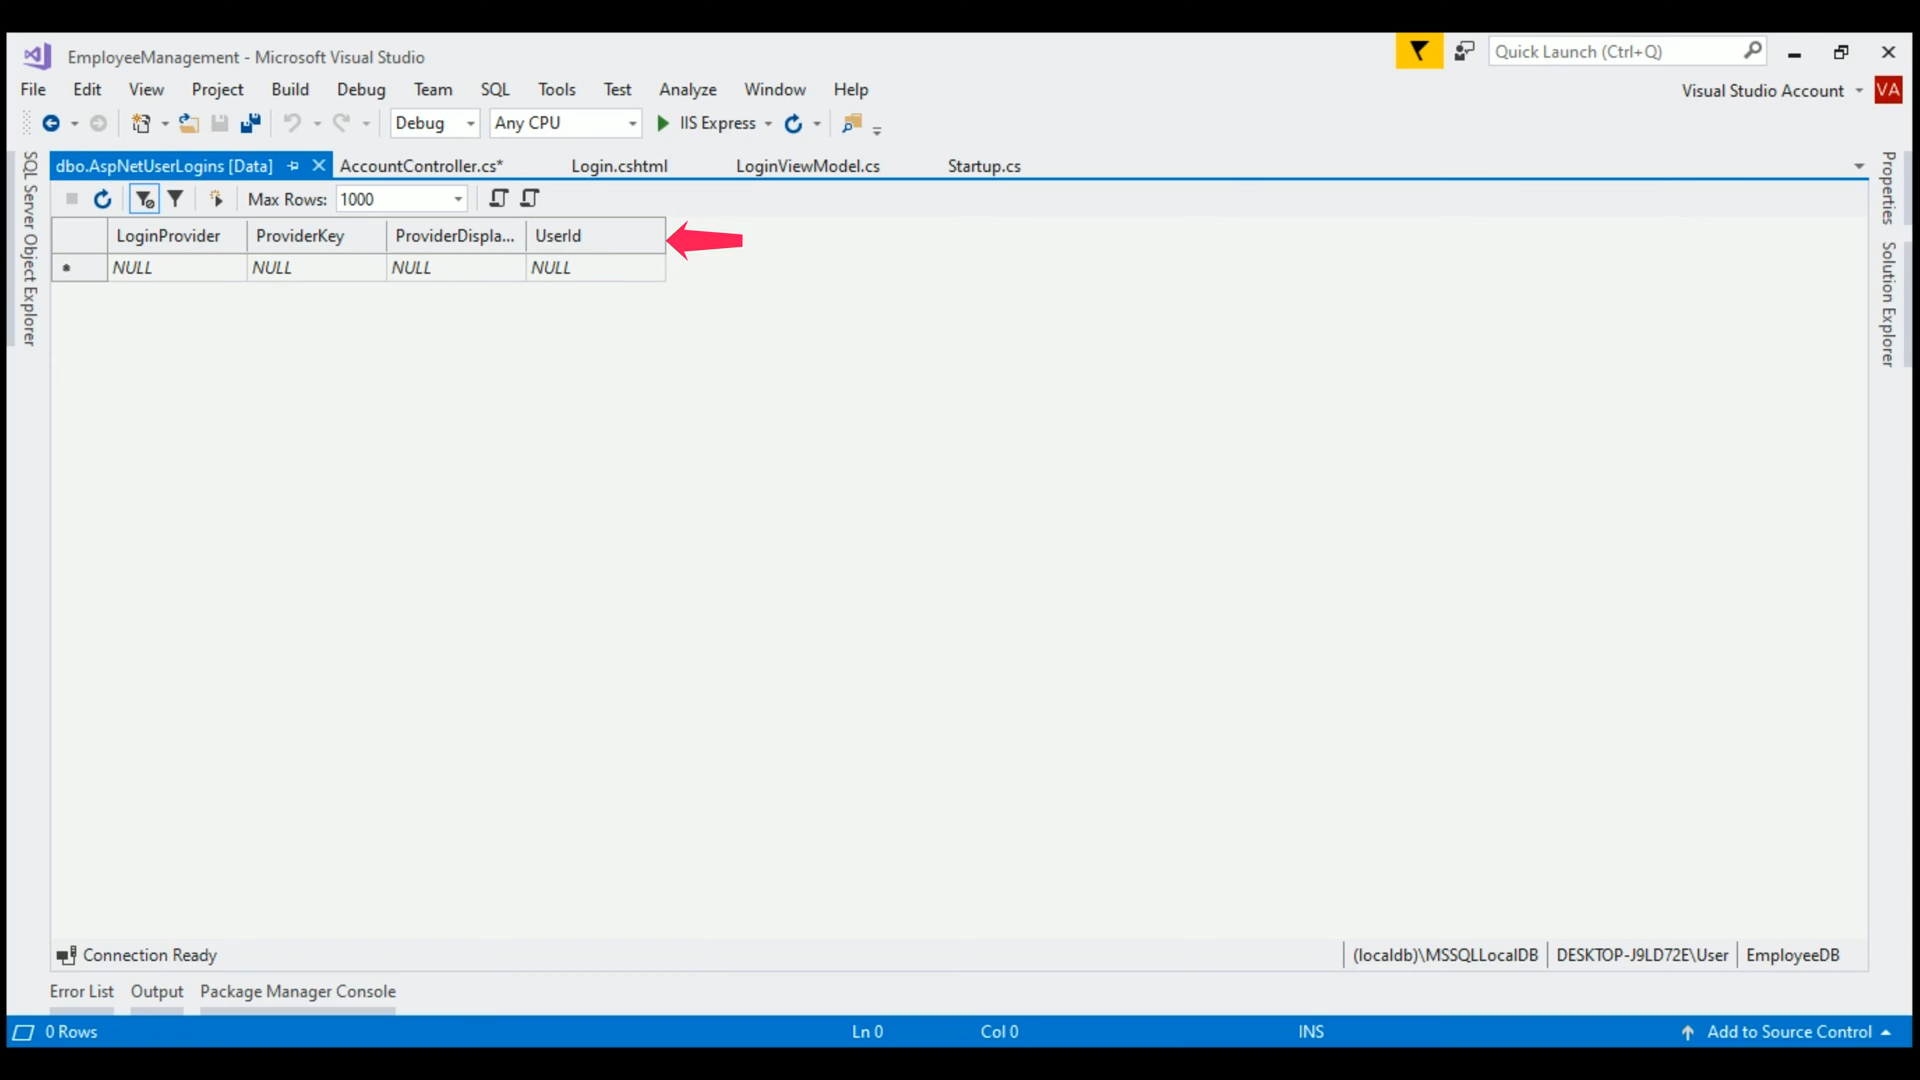 EmployeeManagement - Microsoft Visual Studio
Quick Launch (Ctrl+Q)
File Edit View Project Build Debug Team SQL Tools Test Analyze Window Help
Visual Studio Account VA
Debug Any CPU IIS Express
dbo.AspNetUserLogins [Data] AccountController.cs* Login.cshtml LoginViewModel.cs Startup.cs
Max Rows: 1000
LoginProvider ProviderKey ProviderDispla... UserId
NULL NULL NULL NULL
SQL Server Object Explorer
Properties
Solution Explorer
Connection Ready
(localdb)\MSSQLLocalDB DESKTOP-J9LD72E\User EmployeeDB
Error List Output Package Manager Console
0 Rows Ln 0 Col 0 INS Add to Source Control